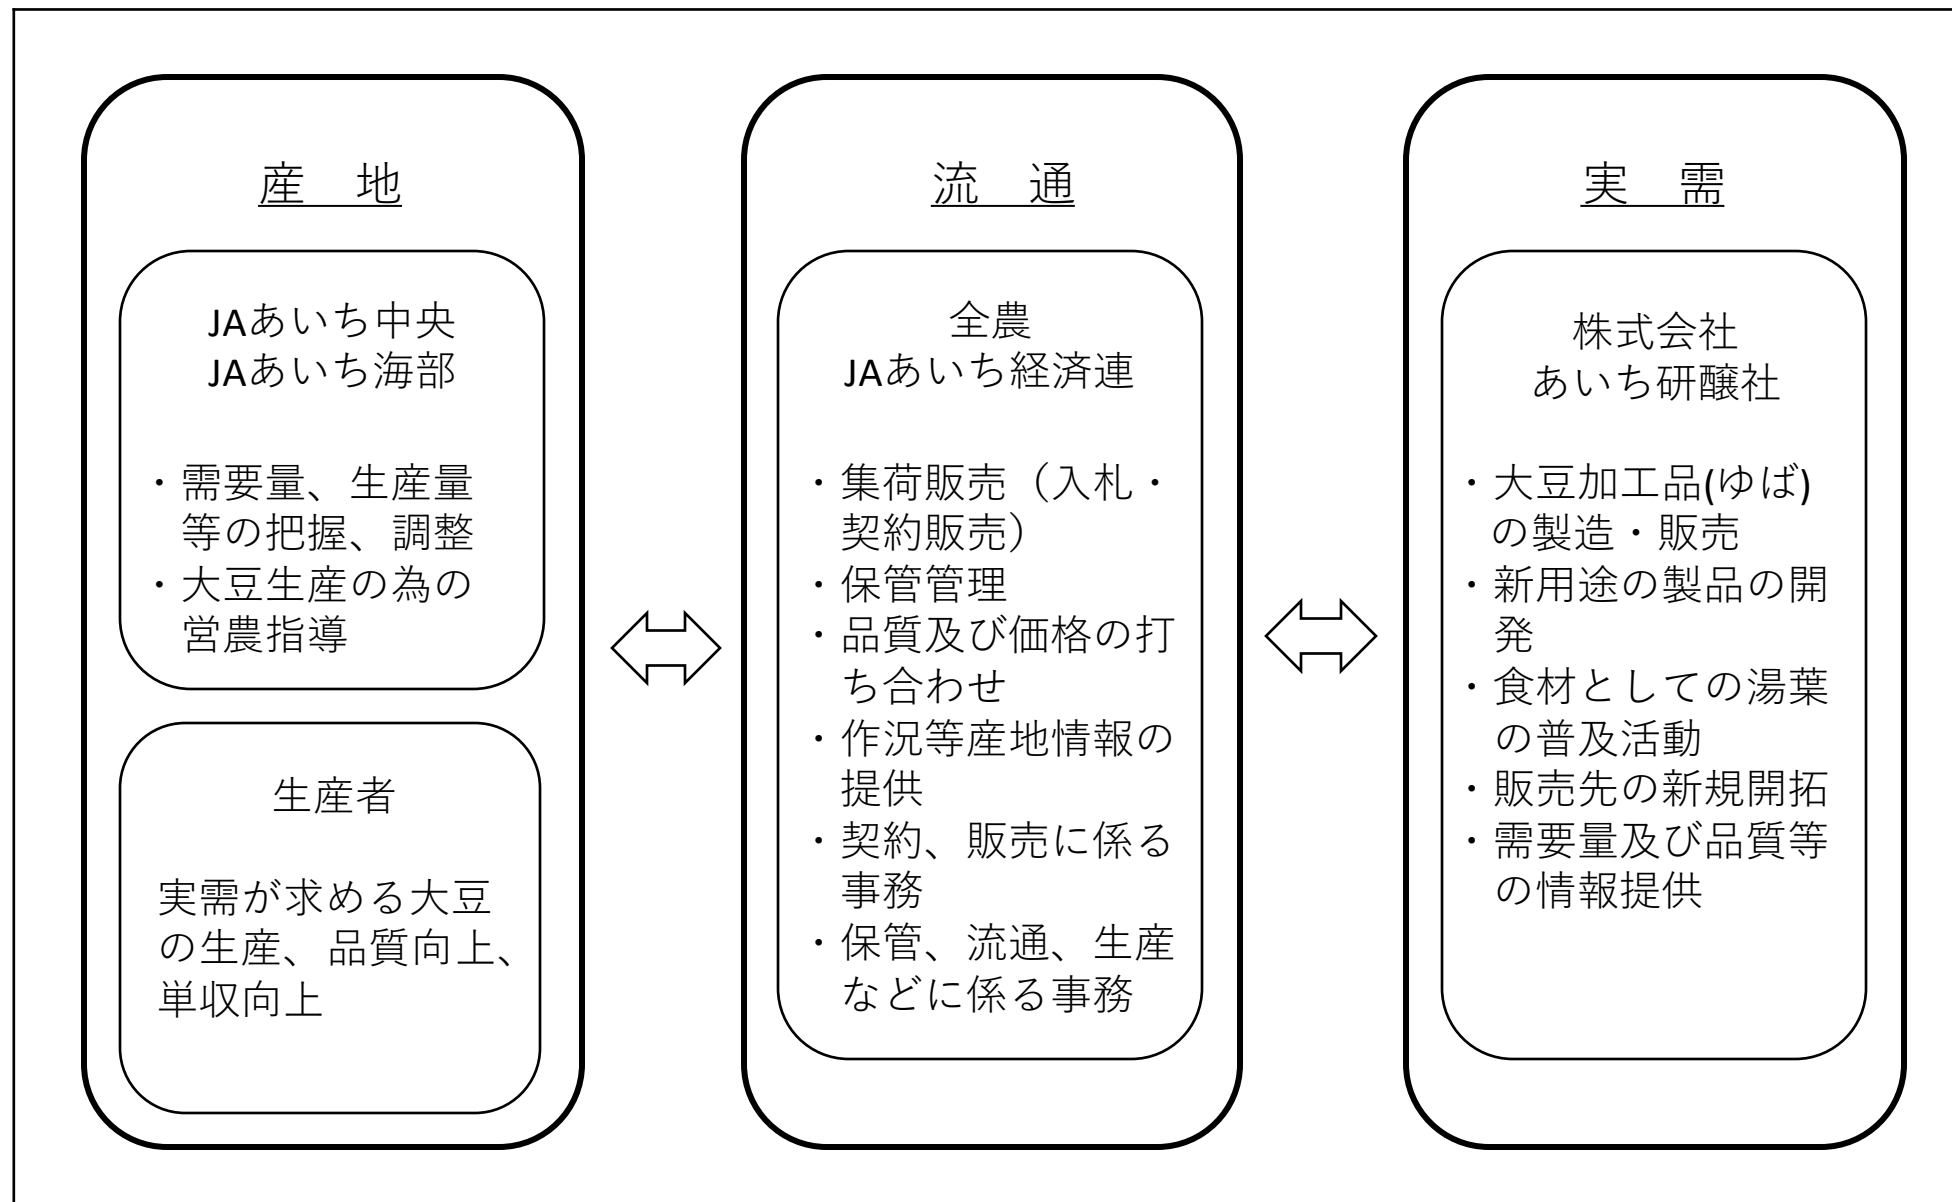 産　地
JAあいち中央
JAあいち海部
・需要量、生産量
等の把握、調整
・大豆生産の為の
営農指導
生産者
実需が求める大豆
の生産、品質向上、
単収向上
流　通
全農
JAあいち経済連
・集荷販売（入札・
契約販売）
・保管管理
・品質及び価格の打
ち合わせ
・作況等産地情報の
提供
・契約、販売に係る
事務
・保管、流通、生産
などに係る事務
実　需
株式会社
あいち研醸社
・大豆加工品(ゆば)
の製造・販売
・新用途の製品の開
発
・食材としての湯葉
の普及活動
・販売先の新規開拓
・需要量及び品質等
の情報提供